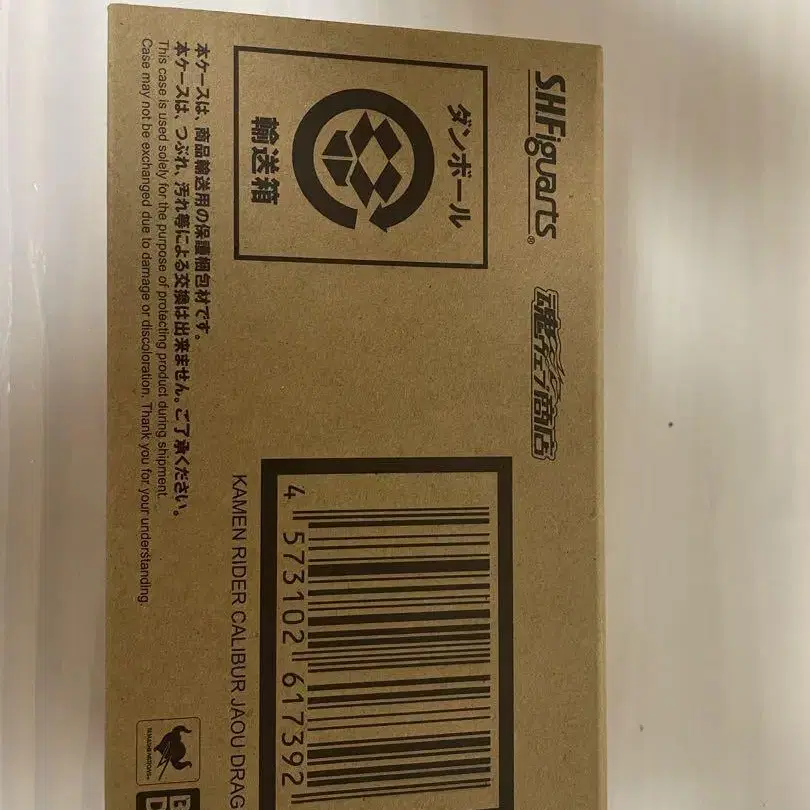 SHFiguarts®
魂ウェブ商店
ダンボール
輸送箱
本ケースは、商品輸送用の保護梱包材です。
本ケースは、つぶれ、汚れ等による交換は出来ません。ご了承ください。
This case is used solely for the purpose of protecting product during shipment.
Case may not be exchanged due to damage or discoloration. Thank you for your understanding.
4 573102 617392
KAMEN RIDER CALIBUR JAOU DRAG
TAMASHII NATIONS
B
D